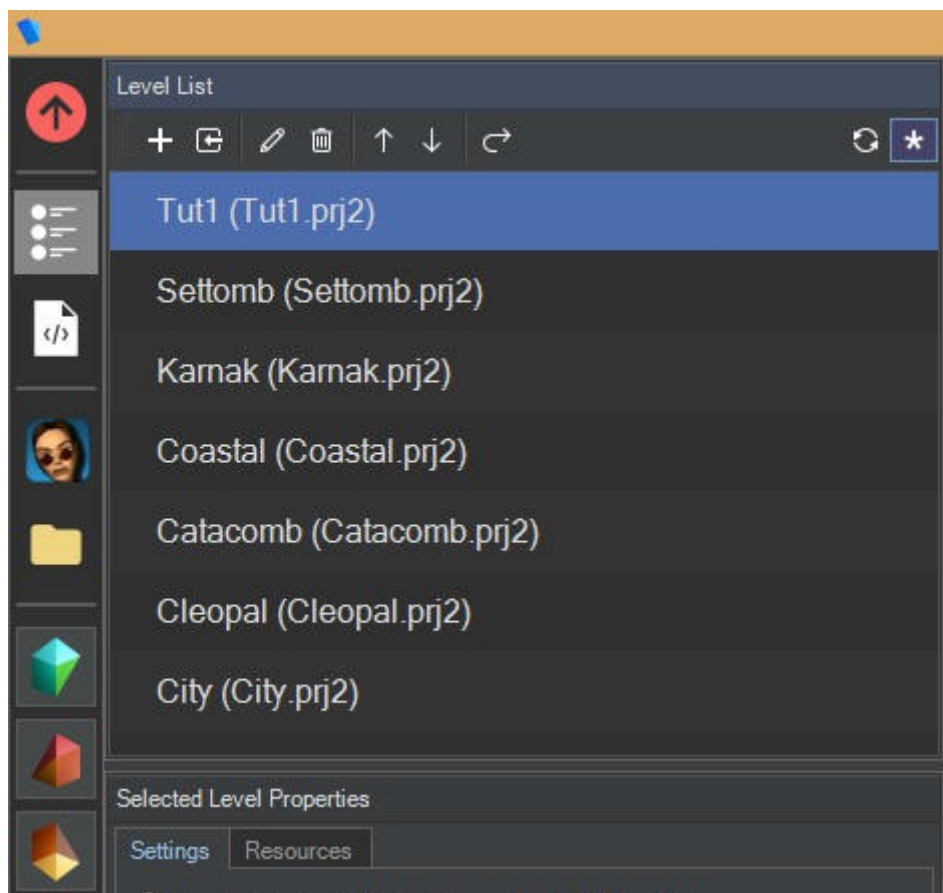 Level List
Tut1 (Tut1.prj2)
Settomb (Settomb.prj2)
Karnak (Karnak.prj2)
Coastal (Coastal.prj2)
Catacomb (Catacomb.prj2)
Cleopal (Cleopal.prj2)
City (City.prj2)
Selected Level Properties
Settings Resources